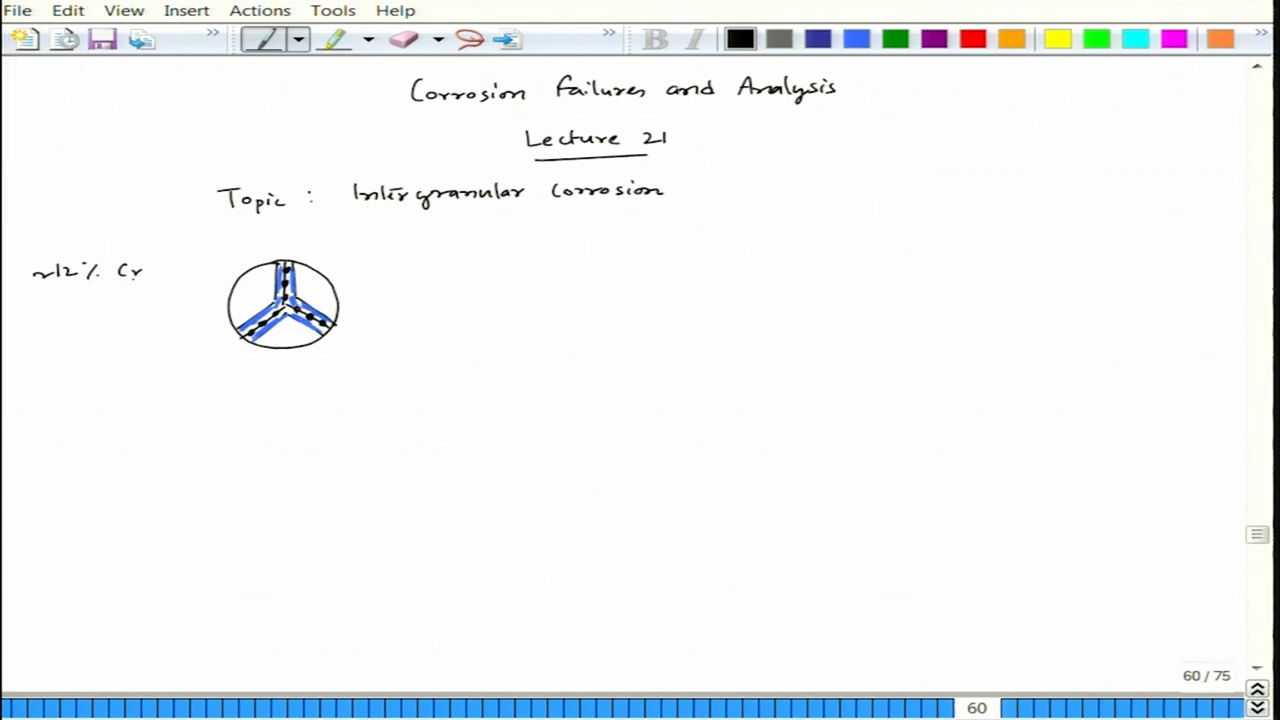 File Edit View Insert Actions Tools Help
B I
Corrosion Failures and Analysis
Lecture 21
Topic : Intergranular Corrosion
~12% Cr
60 / 75
60